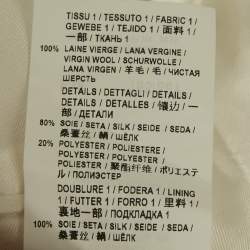 TISSU 1 / TESSUTO 1 / FABRIC 1 /
GEWEBE 1 / TEJIDO 1 / 面料 1 /
一部 / ТКАНЬ 1
100% LAINE VIERGE / LANA VERGINE /
VIRGIN WOOL / SCHURWOLLE /
LANA VIRGEN / 羊毛 / 毛 / ЧИСТАЯ
ШЕРСТЬ
DETAILS / DETTAGLI / DETAILS /
DETAILS / DETALLES / 镶边 / 一
部 / ДЕТАЛИ
80% SOIE / SETA / SILK / SEIDE / SEDA /
桑蚕丝 / 絹 / ШЁЛК
20% POLYESTER / POLIESTERE /
POLYESTER / POLYESTER /
POLIESTER / 聚酯纤维 / ポリエステ
ル / ПОЛИЭСТЕР
DOUBLURE 1 / FODERA 1 / LINING
1 / FUTTER 1 / FORRO 1 / 里料 1 /
裏地一部 / ПОДКЛАДКА 1
100% SOIE / SETA / SILK / SEIDE / SEDA /
桑蚕丝 / 絹 / ШЁЛК